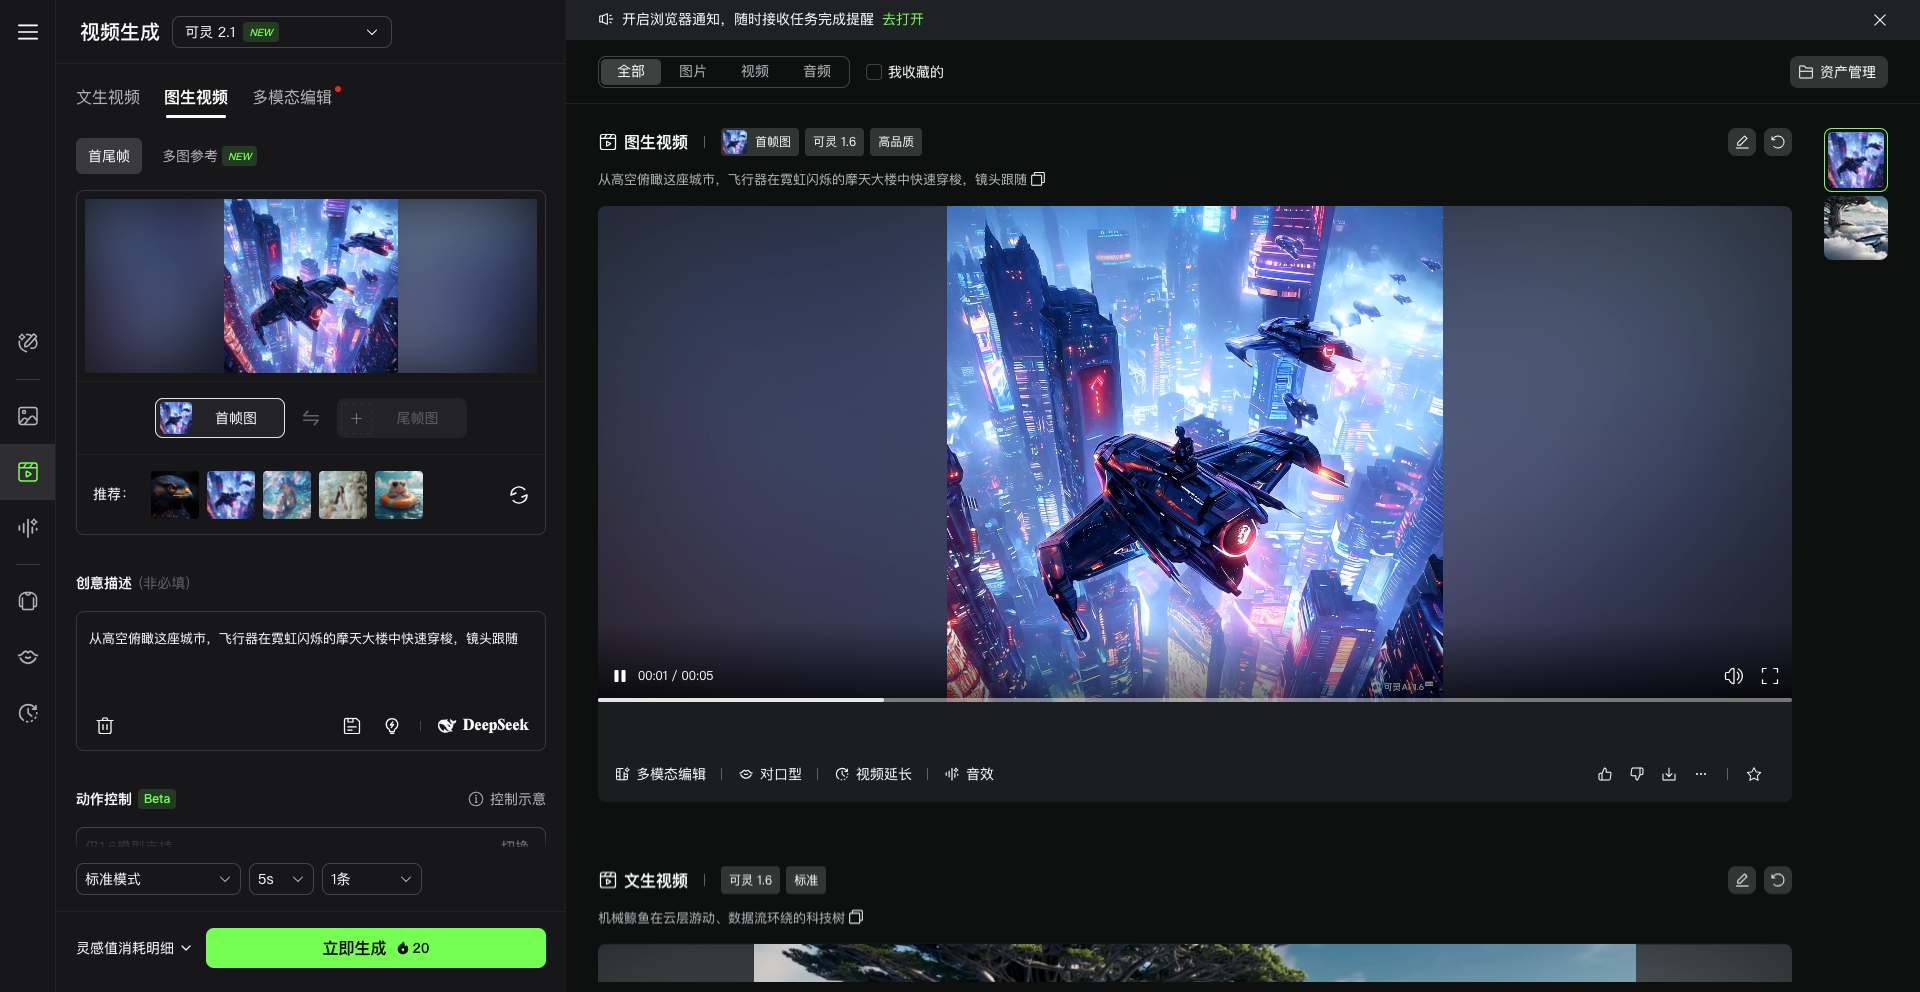 开启浏览器通知，随时接收任务完成提醒 去打开
视频生成
可灵 2.1 NEW
文生视频
图生视频
多模态编辑
首尾帧
多图参考 NEW
首帧图
尾帧图
推荐：
创意描述（非必填）
从高空俯瞰这座城市，飞行器在霓虹闪烁的摩天大楼中快速穿梭，镜头跟随
DeepSeek
动作控制 Beta
控制示意
标准模式
5s
1条
灵感值消耗明细
立即生成 20
全部
图片
视频
音频
我收藏的
资产管理
图生视频
首帧图
可灵 1.6
高品质
从高空俯瞰这座城市，飞行器在霓虹闪烁的摩天大楼中快速穿梭，镜头跟随
00:01 / 00:05
可灵 AI 1.6
多模态编辑
对口型
视频延长
音效
文生视频
可灵 1.6
标准
机械鲸鱼在云层游动、数据流环绕的科技树